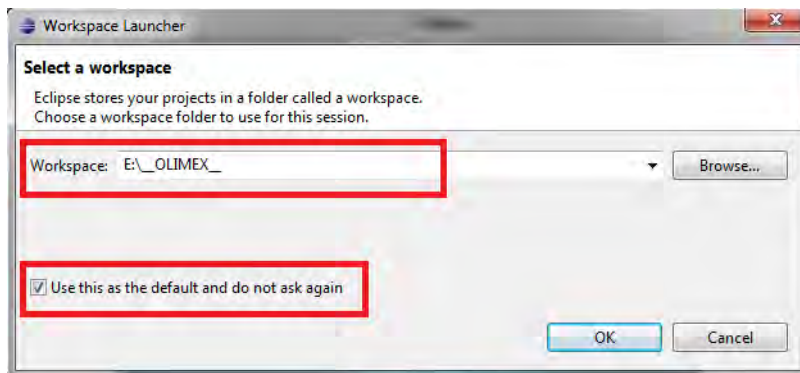 Workspace Launcher
Select a workspace
Eclipse stores your projects in a folder called a workspace.
Choose a workspace folder to use for this session.
Workspace: E:\__OLIMEX__ Browse...
Use this as the default and do not ask again
OK Cancel